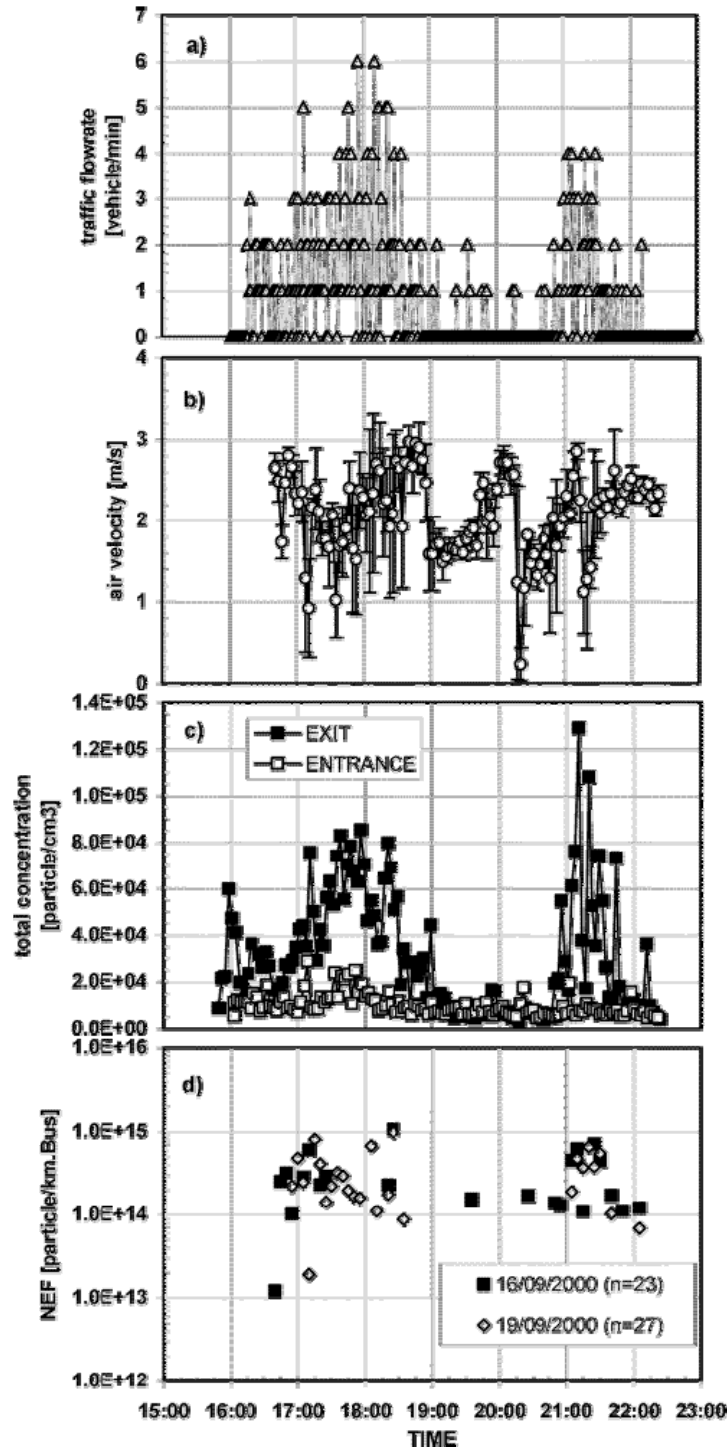 a)
7
6
5
4
3
2
1
0
traffic flowrate
[vehicle/min]
b)
4
3
2
1
0
air velocity [m/s]
c)
1.4E+05
1.2E+05
1.0E+05
8.0E+04
6.0E+04
4.0E+04
2.0E+04
0.0E+00
total concentration
[particle/cm3]
EXIT
ENTRANCE
d)
1.0E+16
1.0E+15
1.0E+14
1.0E+13
1.0E+12
NEF [particle/km.Bus]
16/09/2000 (n=23)
19/09/2000 (n=27)
15:00 16:00 17:00 18:00 19:00 20:00 21:00 22:00 23:00
TIME